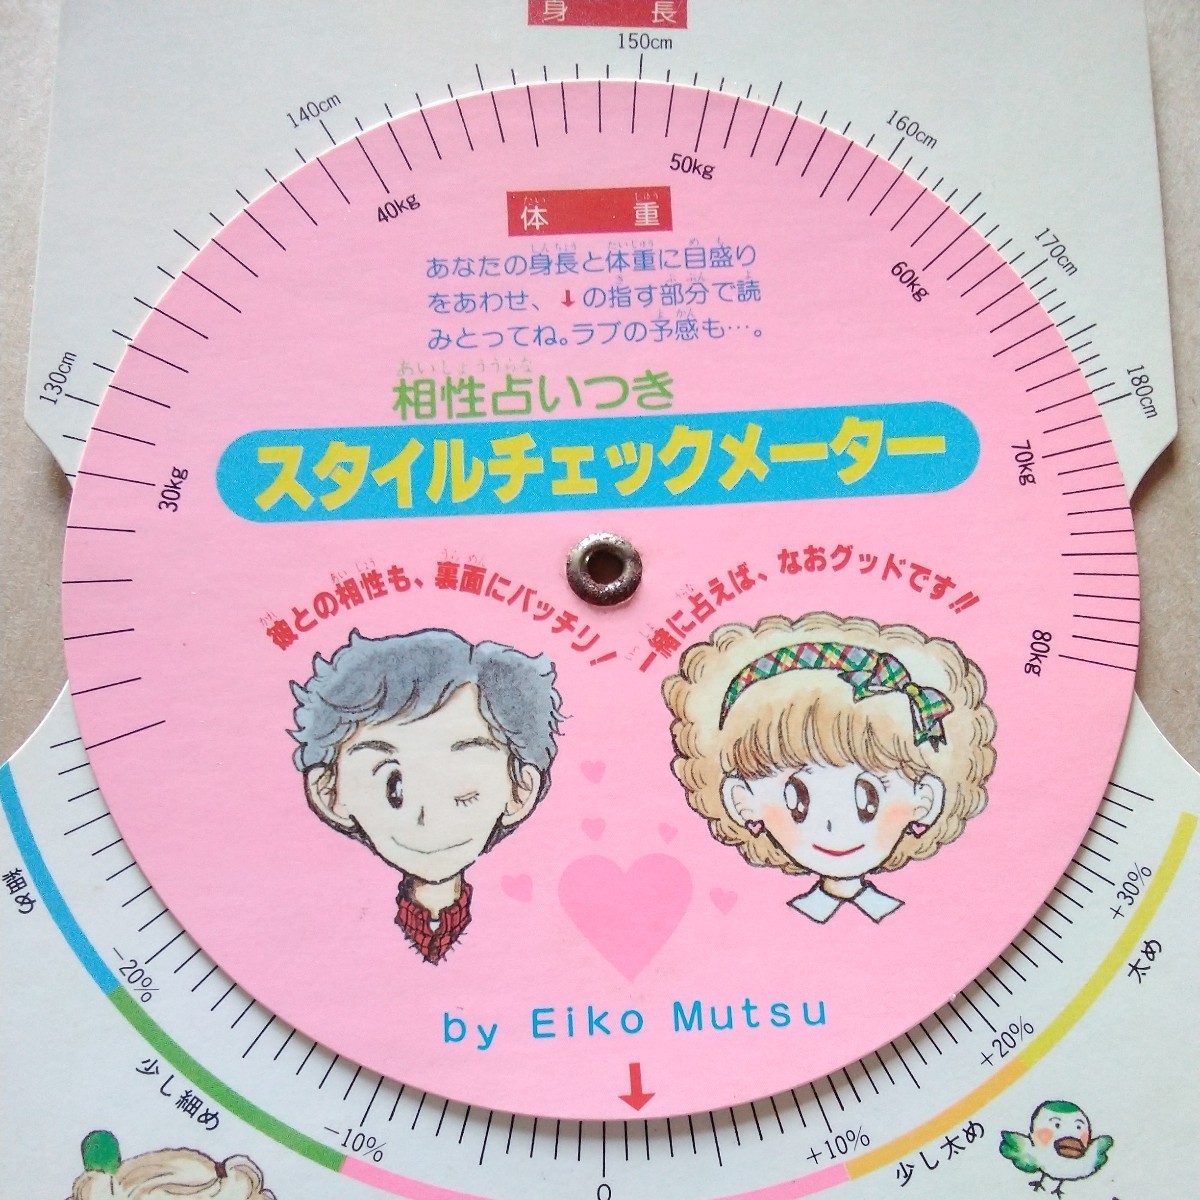 身長
150cm
140cm
160cm
170cm
130cm
180cm
50kg
40kg
60kg
30kg
70kg
80kg
体重
あなたの身長と体重に目盛り
をあわせ、↓の指す部分で読
みとってね。ラブの予感も…。
相性占いつき
スタイルチェックメーター
彼との相性も、裏面にバッチリ!
一緒に占えば、なおグッドです!!
by Eiko Mutsu
細め
-20%
少し細め
-10%
0
+10%
少し太め
+20%
太め
+30%